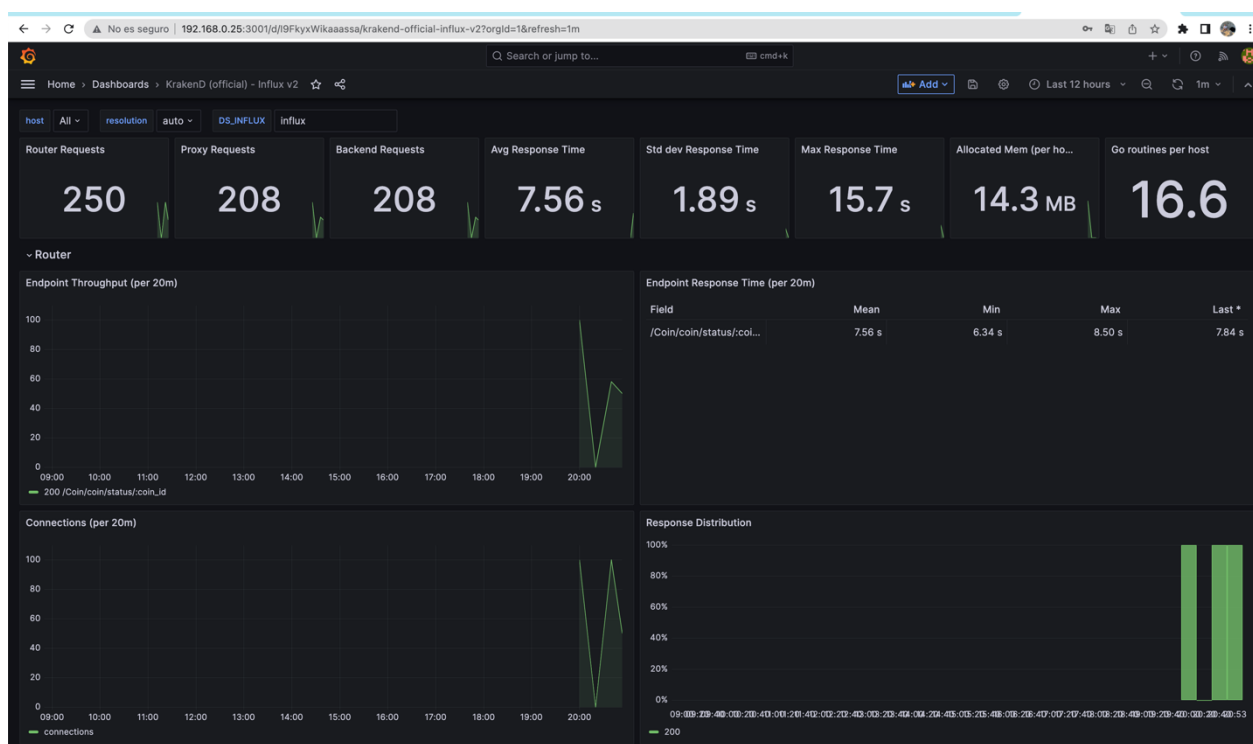 No es seguro 192.168.0.25:3001/d/l9FkyxWikaaassa/krakend-official-influx-v2?orgId=1&refresh=1m
Search or jump to... cmd+k
Home › Dashboards › KrakenD (official) - Influx v2 Add Last 12 hours 1m
host All resolution auto DS_INFLUX influx
Router Requests Proxy Requests Backend Requests Avg Response Time Std dev Response Time Max Response Time Allocated Mem (per ho... Go routines per host
250 208 208 7.56 s 1.89 s 15.7 s 14.3 MB 16.6
Router
Endpoint Throughput (per 20m)
100
80
60
40
20
0
09:00 10:00 11:00 12:00 13:00 14:00 15:00 16:00 17:00 18:00 19:00 20:00
200 /Coin/coin/status/:coin_id
Endpoint Response Time (per 20m)
Field Mean Min Max Last *
/Coin/coin/status/:coi... 7.56 s 6.34 s 8.50 s 7.84 s
Connections (per 20m)
100
80
60
40
20
0
09:00 10:00 11:00 12:00 13:00 14:00 15:00 16:00 17:00 18:00 19:00 20:00
connections
Response Distribution
100%
80%
60%
40%
20%
0%
200